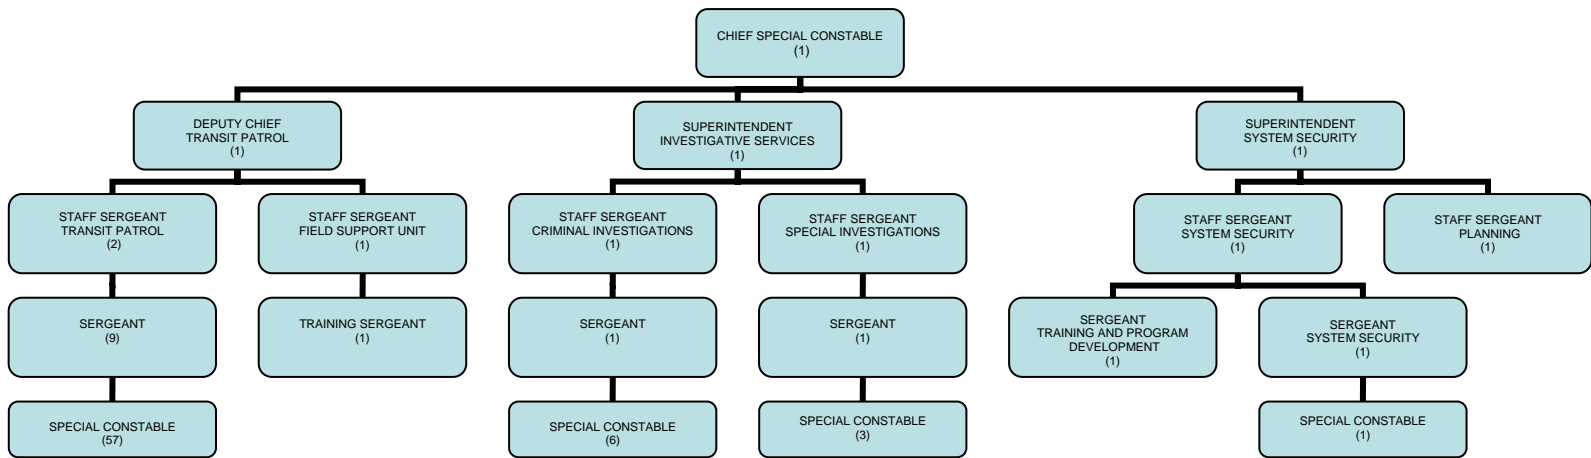 CHIEF SPECIAL CONSTABLE
(1)
DEPUTY CHIEF
TRANSIT PATROL
(1)
SUPERINTENDENT
INVESTIGATIVE SERVICES
(1)
SUPERINTENDENT
SYSTEM SECURITY
(1)
STAFF SERGEANT
TRANSIT PATROL
(2)
STAFF SERGEANT
FIELD SUPPORT UNIT
(1)
STAFF SERGEANT
CRIMINAL INVESTIGATIONS
(1)
STAFF SERGEANT
SPECIAL INVESTIGATIONS
(1)
STAFF SERGEANT
SYSTEM SECURITY
(1)
STAFF SERGEANT
PLANNING
(1)
SERGEANT
(9)
TRAINING SERGEANT
(1)
SERGEANT
(1)
SERGEANT
(1)
SERGEANT
TRAINING AND PROGRAM
DEVELOPMENT
(1)
SERGEANT
SYSTEM SECURITY
(1)
SPECIAL CONSTABLE
(57)
SPECIAL CONSTABLE
(6)
SPECIAL CONSTABLE
(3)
SPECIAL CONSTABLE
(1)